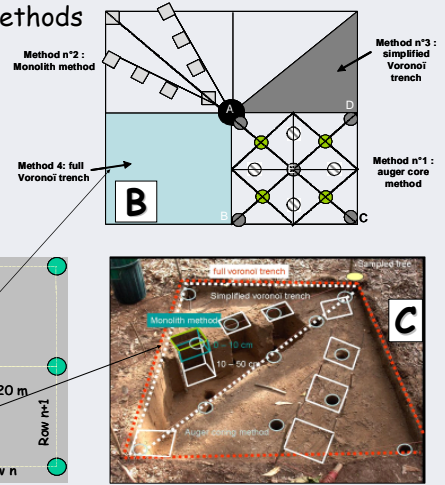 ethods
Method n°2 :
Monolith method
Method n°3 :
simplified
Voronoï
trench
A
D
Method 4: full
Voronoï trench
B
B
E
Method n°1 :
auger core
method
C
full voronoi trench
Sampled tree
Simplified voronoi trench
C
Monolith method
0 – 10 cm
10 – 50 cm
Auger coring method
20 m
Row n+1
w n